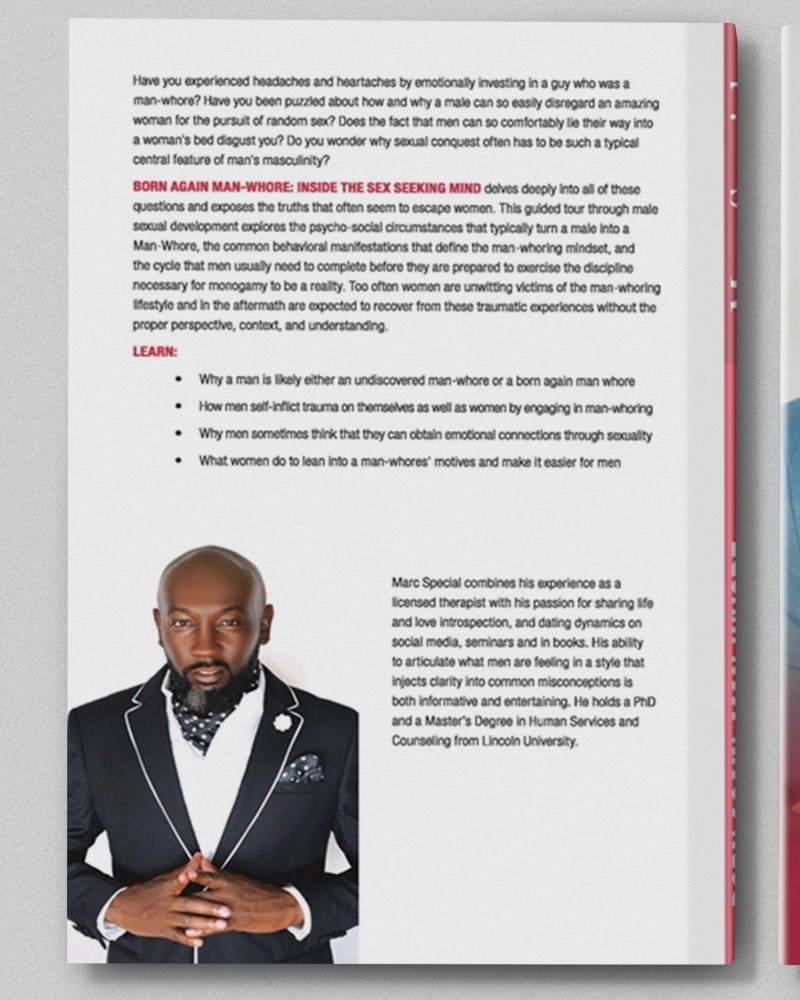 Have you experienced headaches and heartaches by emotionally investing in a guy who was a
man-whore? Have you been puzzled about how and why a male can so easily disregard an amazing
woman for the pursuit of random sex? Does the fact that men can so comfortably lie their way into
a woman's bed disgust you? Do you wonder why sexual conquest often has to be such a typical
central feature of man's masculinity?
BORN AGAIN MAN-WHORE: INSIDE THE SEX SEEKING MIND delves deeply into all of these
questions and exposes the truths that often seem to escape women. This guided tour through male
sexual development explores the psycho-social circumstances that typically turn a male into a
Man-Whore, the common behavioral manifestations that define the man-whoring mindset, and
the cycle that men usually need to complete before they are prepared to exercise the discipline
necessary for monogamy to be a reality. Too often women are unwitting victims of the man-whoring
lifestyle and in the aftermath are expected to recover from these traumatic experiences without the
proper perspective, context, and understanding.
LEARN:
• Why a man is likely either an undiscovered man-whore or a born again man whore
• How men self-inflict trauma on themselves as well as women by engaging in man-whoring
• Why men sometimes think that they can obtain emotional connections through sexuality
• What women do to lean into a man-whores' motives and make it easier for men
Marc Special combines his experience as a
licensed therapist with his passion for sharing life
and love introspection, and dating dynamics on
social media, seminars and in books. His ability
to articulate what men are feeling in a style that
injects clarity into common misconceptions is
both informative and entertaining. He holds a PhD
and a Master's Degree in Human Services and
Counseling from Lincoln University.